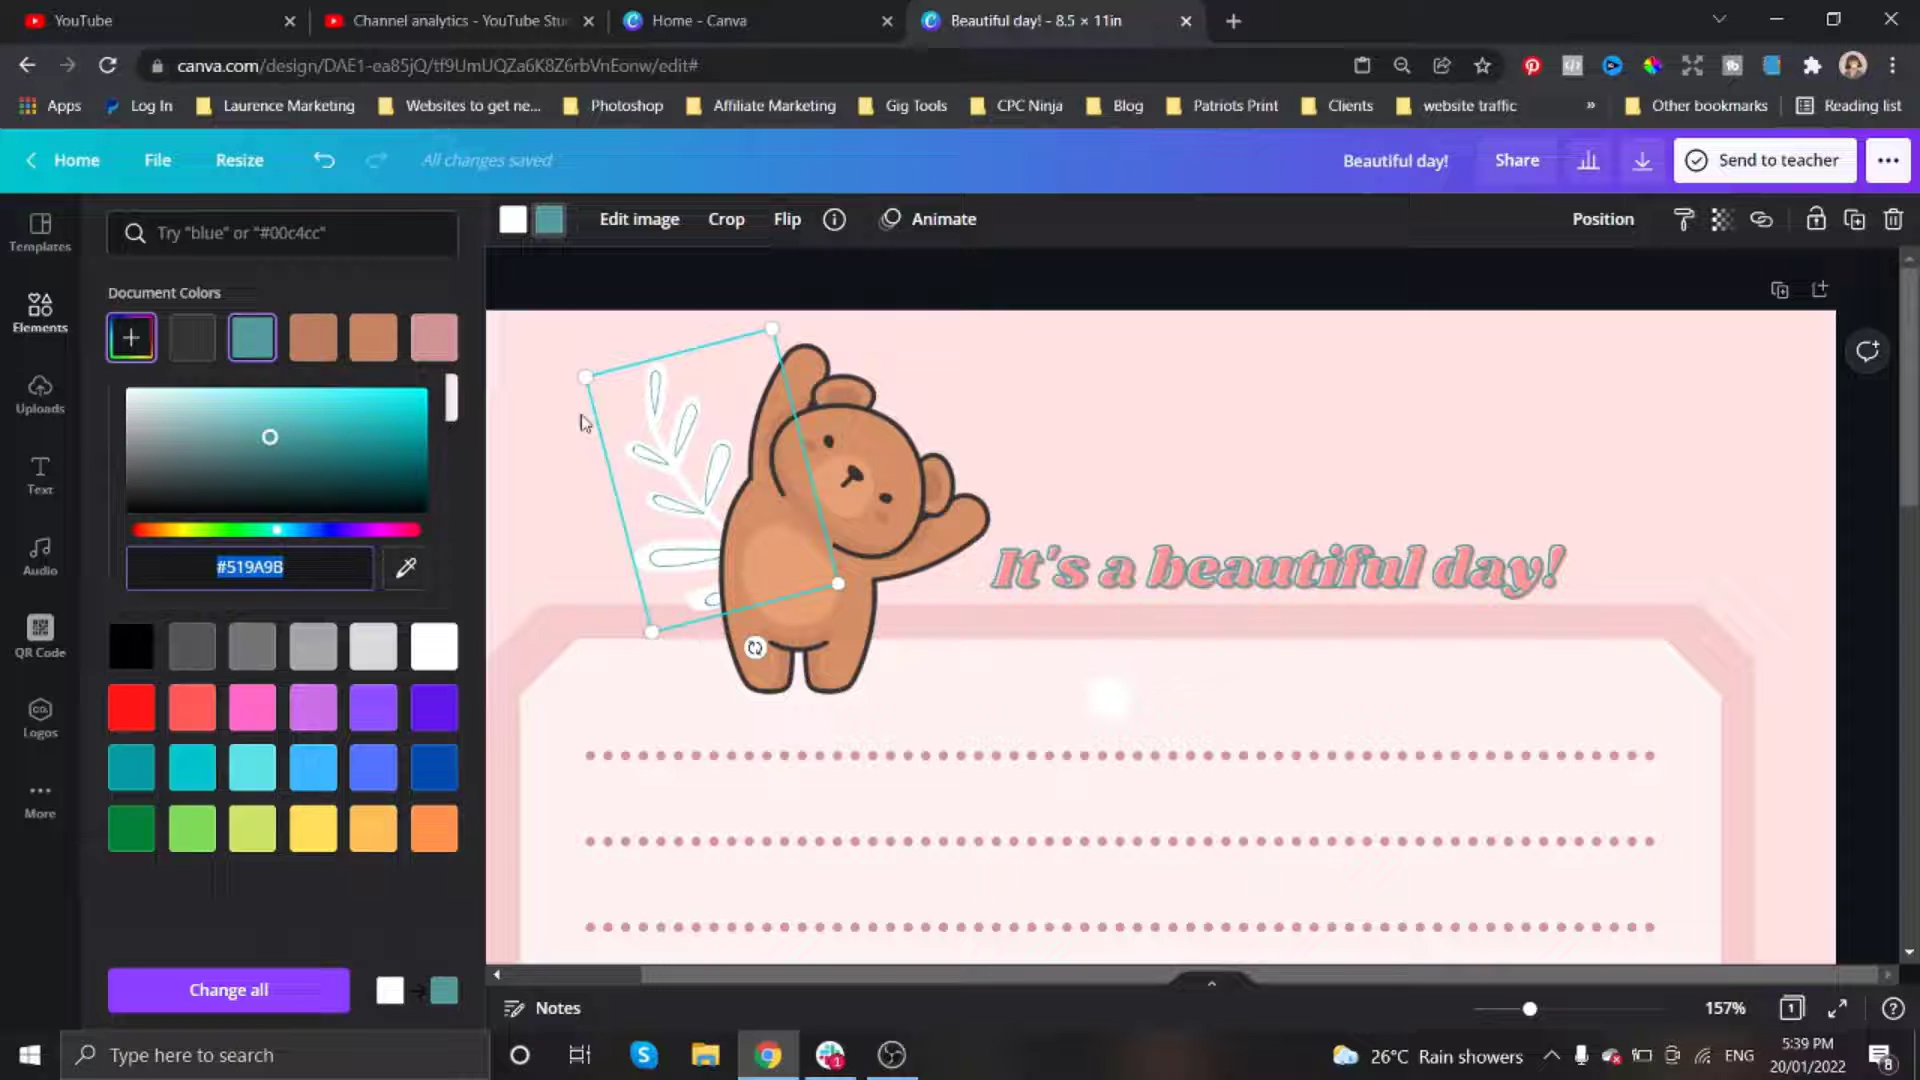 YouTube
Channel analytics - YouTube Stu
Home - Canva
Beautiful day! - 8.5 × 11in
canva.com/design/DAE1-ea85jQ/tf9UmUQZa6K8Z6rbVnEonw/edit#
Apps
Log In
Laurence Marketing
Websites to get ne...
Photoshop
Affiliate Marketing
Gig Tools
CPC Ninja
Blog
Patriots Print
Clients
website traffic
»
Other bookmarks
Reading list
Home
File
Resize
All changes saved
Beautiful day!
Share
Send to teacher
Templates
Elements
Uploads
Text
Audio
QR Code
Logos
More
Try "blue" or "#00c4cc"
Document Colors
#519A9B
Change all
Edit image
Crop
Flip
Animate
Position
It's a beautiful day!
Notes
157%
1
Type here to search
26°C Rain showers
ENG
5:39 PM
20/01/2022
8